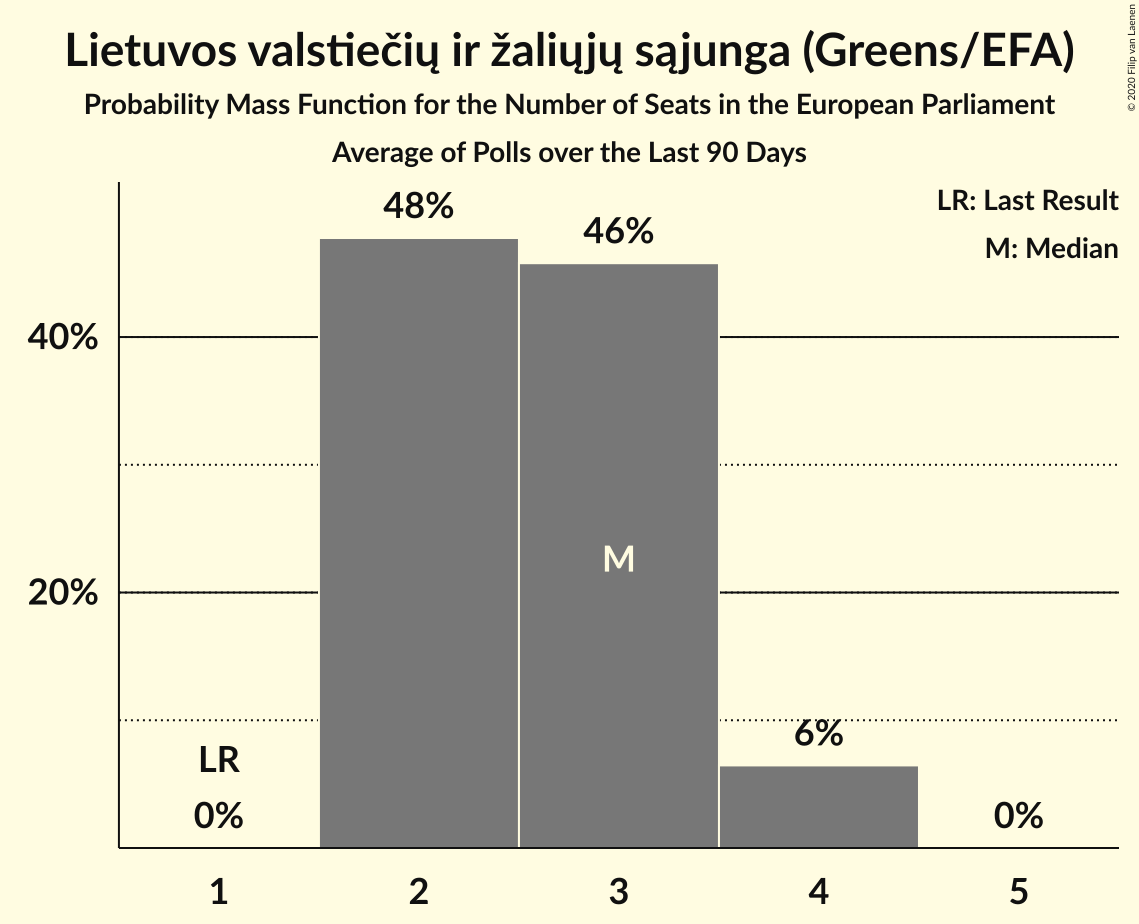 Lietuvos valstiečių ir žaliųjų sąjunga (Greens/EFA)
Probability Mass Function for the Number of Seats in the European Parliament
Average of Polls over the Last 90 Days
© 2020 Filip van Laenen
LR: Last Result
M: Median
48%
46%
40%
M
20%
6%
LR
0%
0%
1
2
3
4
5